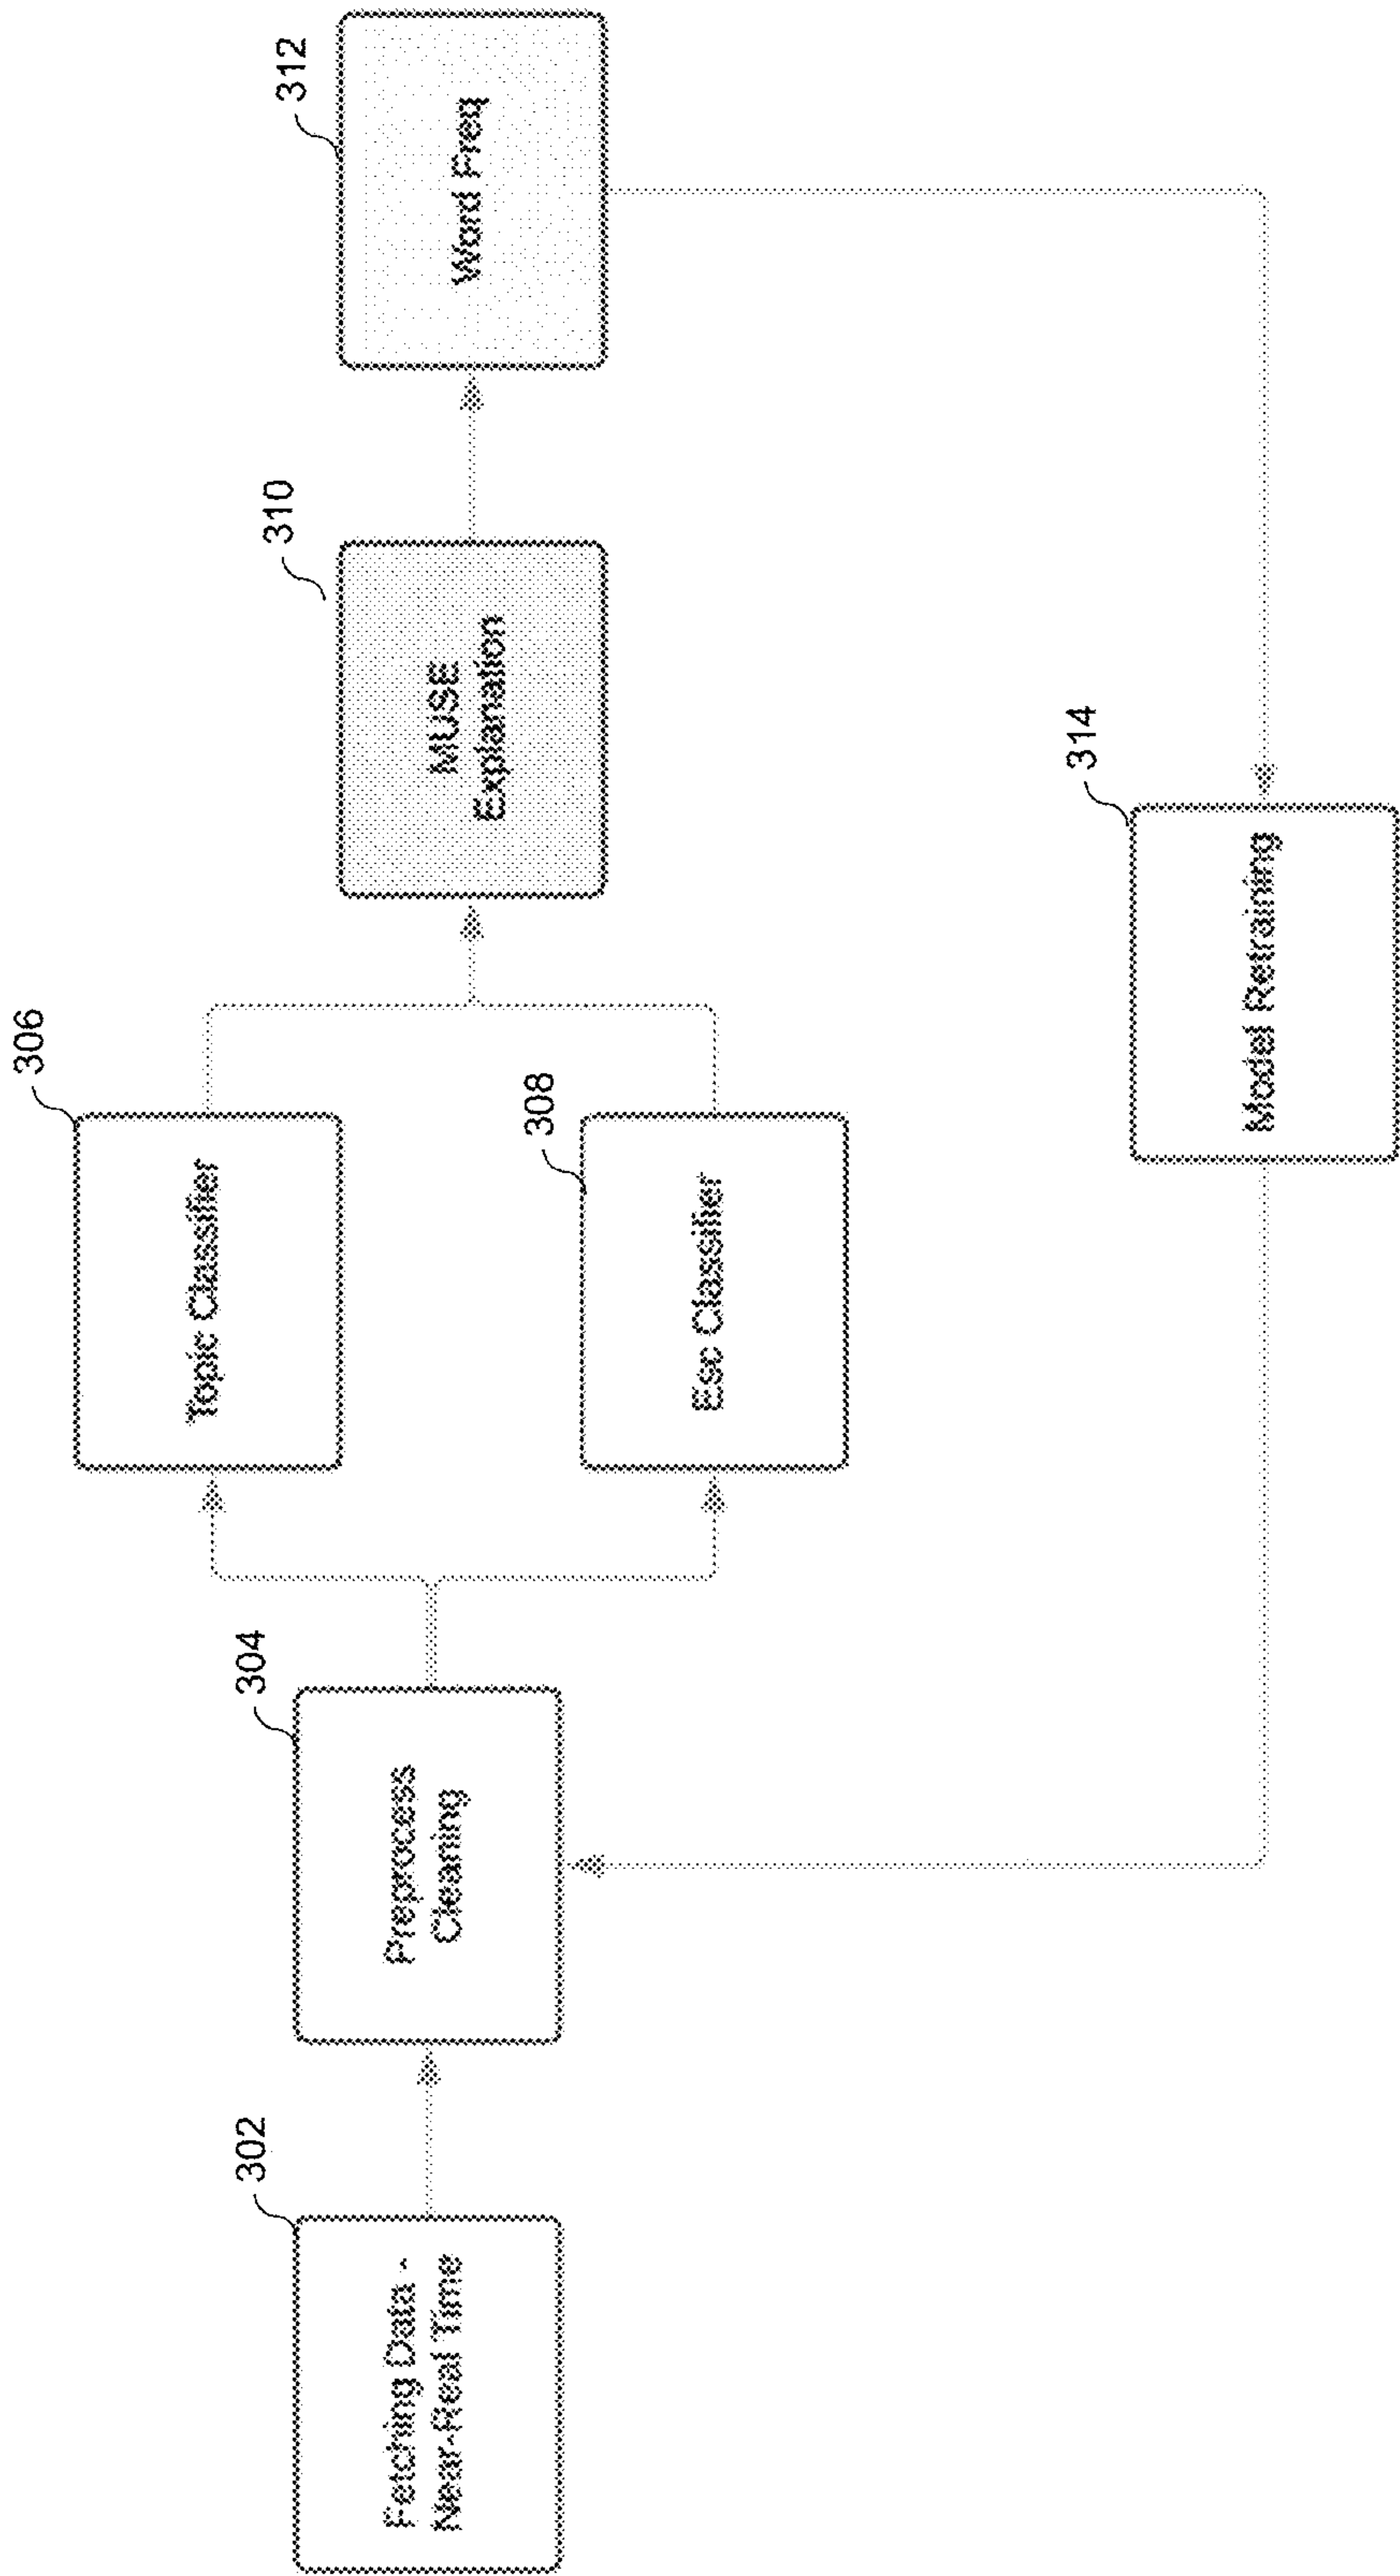 302
Fetching Data -
Near-Real Time
304
Preprocess
Cleaning
306
Topic Classifier
308
Esc Classifier
310
MUSE
Explanation
312
Word Freq
314
Model Retraining